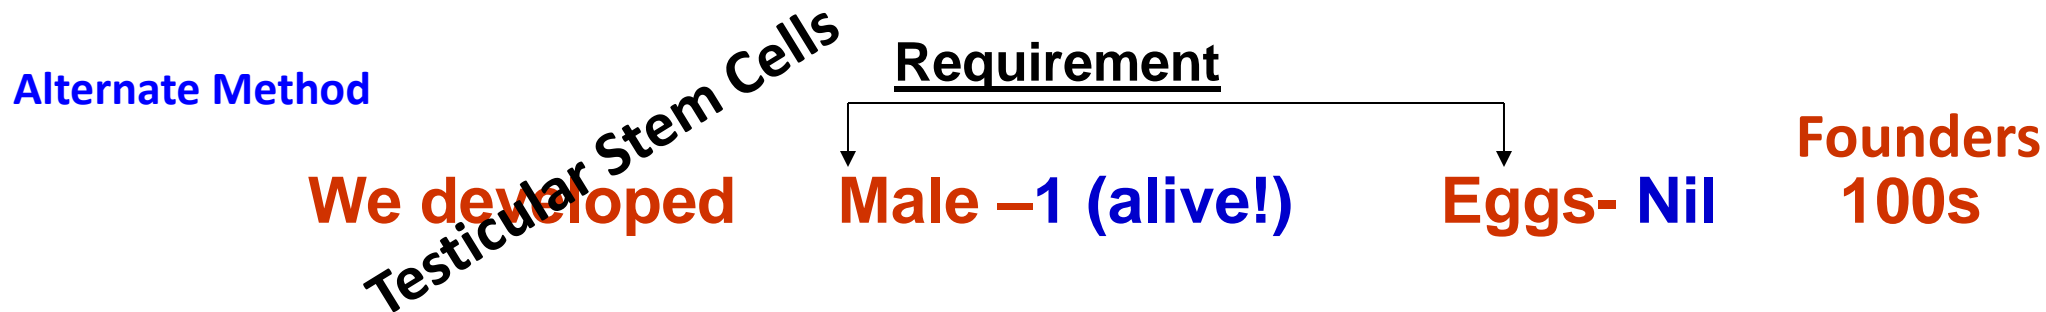 Requirement
Alternate Method
Testicular Stem Cells
Founders
We developed Male –1 (alive!) Eggs- Nil 100s